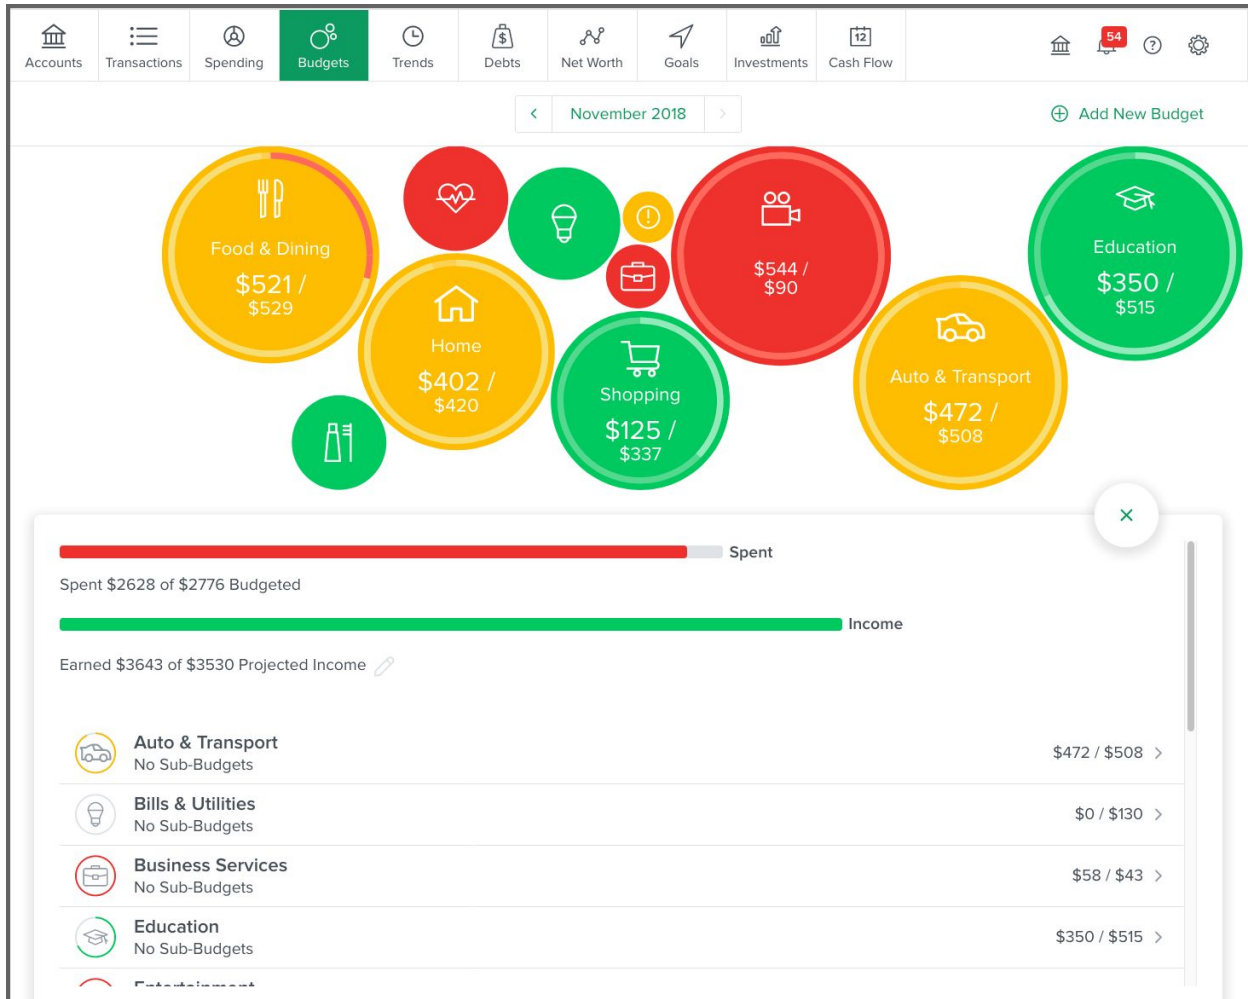 Accounts
Transactions
Spending
Budgets
Trends
$
Debts
Net Worth
Goals
Investments
12
Cash Flow
54
?
November 2018
Add New Budget
Food & Dining
$521 /
$529
Home
$402 /
$420
!
$544 /
$90
Shopping
$125 /
$337
Auto & Transport
$472 /
$508
Education
$350 /
$515
Spent
Spent $2628 of $2776 Budgeted
Income
Earned $3643 of $3530 Projected Income
Auto & Transport
No Sub-Budgets
$472 / $508
Bills & Utilities
No Sub-Budgets
$0 / $130
Business Services
No Sub-Budgets
$58 / $43
Education
No Sub-Budgets
$350 / $515
Entertainment